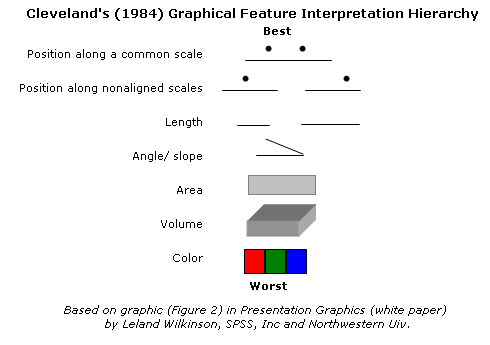 Cleveland's (1984) Graphical Feature Interpretation Hierarchy
Best
Position along a common scale
Position along nonaligned scales
Length
Angle/ slope
Area
Volume
Color
Worst
Based on graphic (Figure 2) in Presentation Graphics (white paper)
by Leland Wilkinson, SPSS, Inc and Northwestern Uiv.